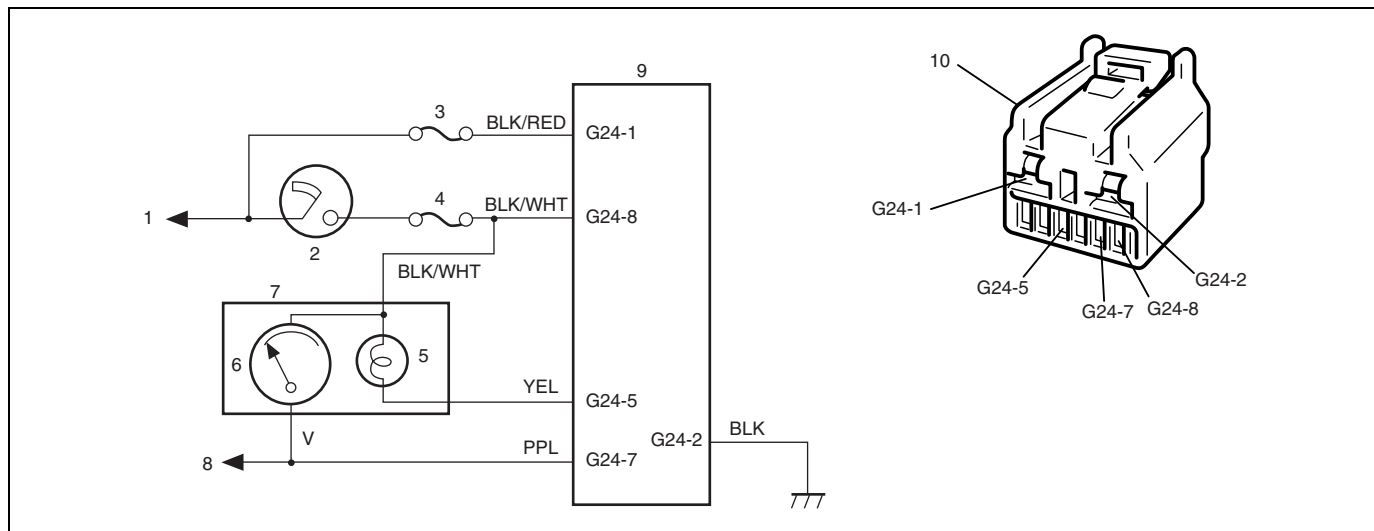 9
10
3
BLK/RED
G24-1
4
BLK/WHT
G24-8
1
2
BLK/WHT
7
6
5
YEL
G24-5
V
G24-2
BLK
8
PPL
G24-7
G24-1
G24-5
G24-7
G24-8
G24-2